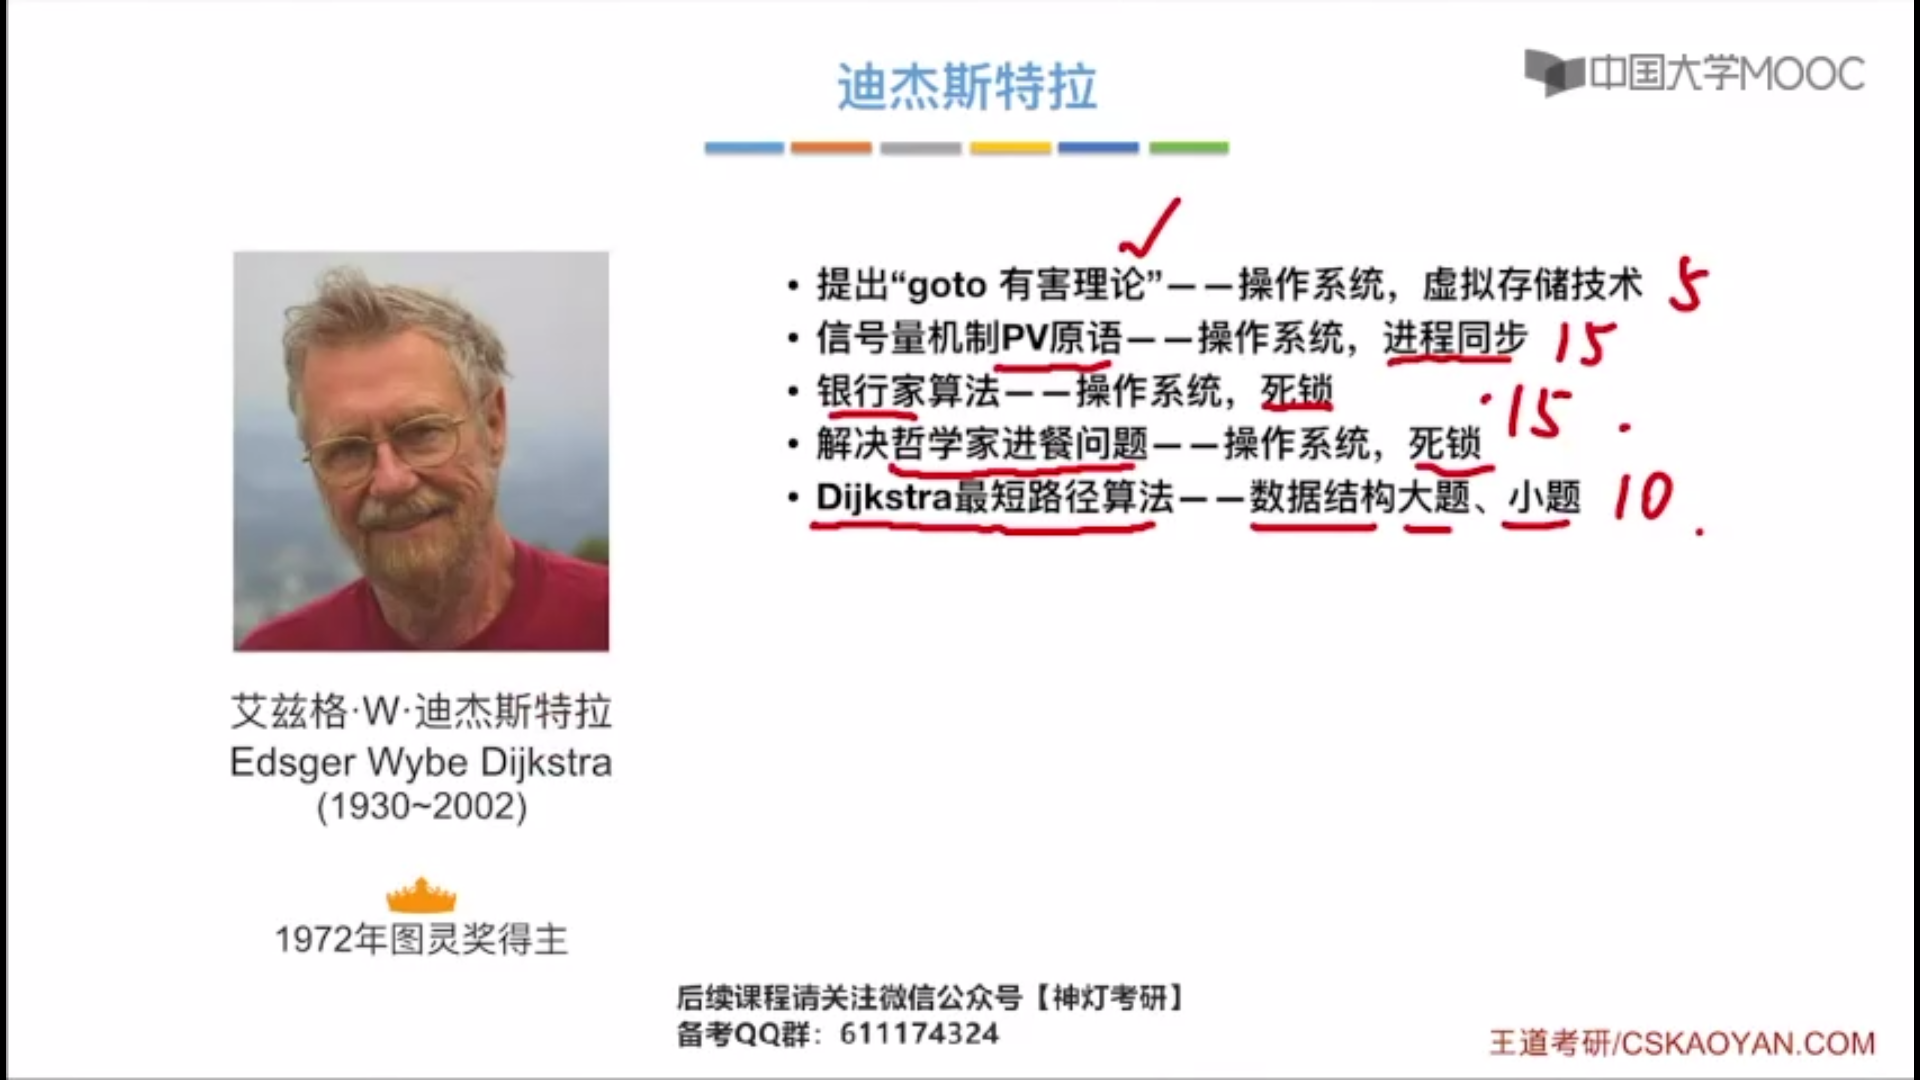 迪杰斯特拉
中国大学MOOC
• 提出“goto 有害理论”——操作系统，虚拟存储技术 5
• 信号量机制PV原语——操作系统，进程同步 15
• 银行家算法——操作系统，死锁
15
• 解决哲学家进餐问题——操作系统，死锁
• Dijkstra最短路径算法——数据结构大题、小题 10
艾兹格·W·迪杰斯特拉
Edsger Wybe Dijkstra
(1930~2002)
1972年图灵奖得主
后续课程请关注微信公众号【神灯考研】
备考QQ群：611174324
王道考研/CSKAOYAN.COM